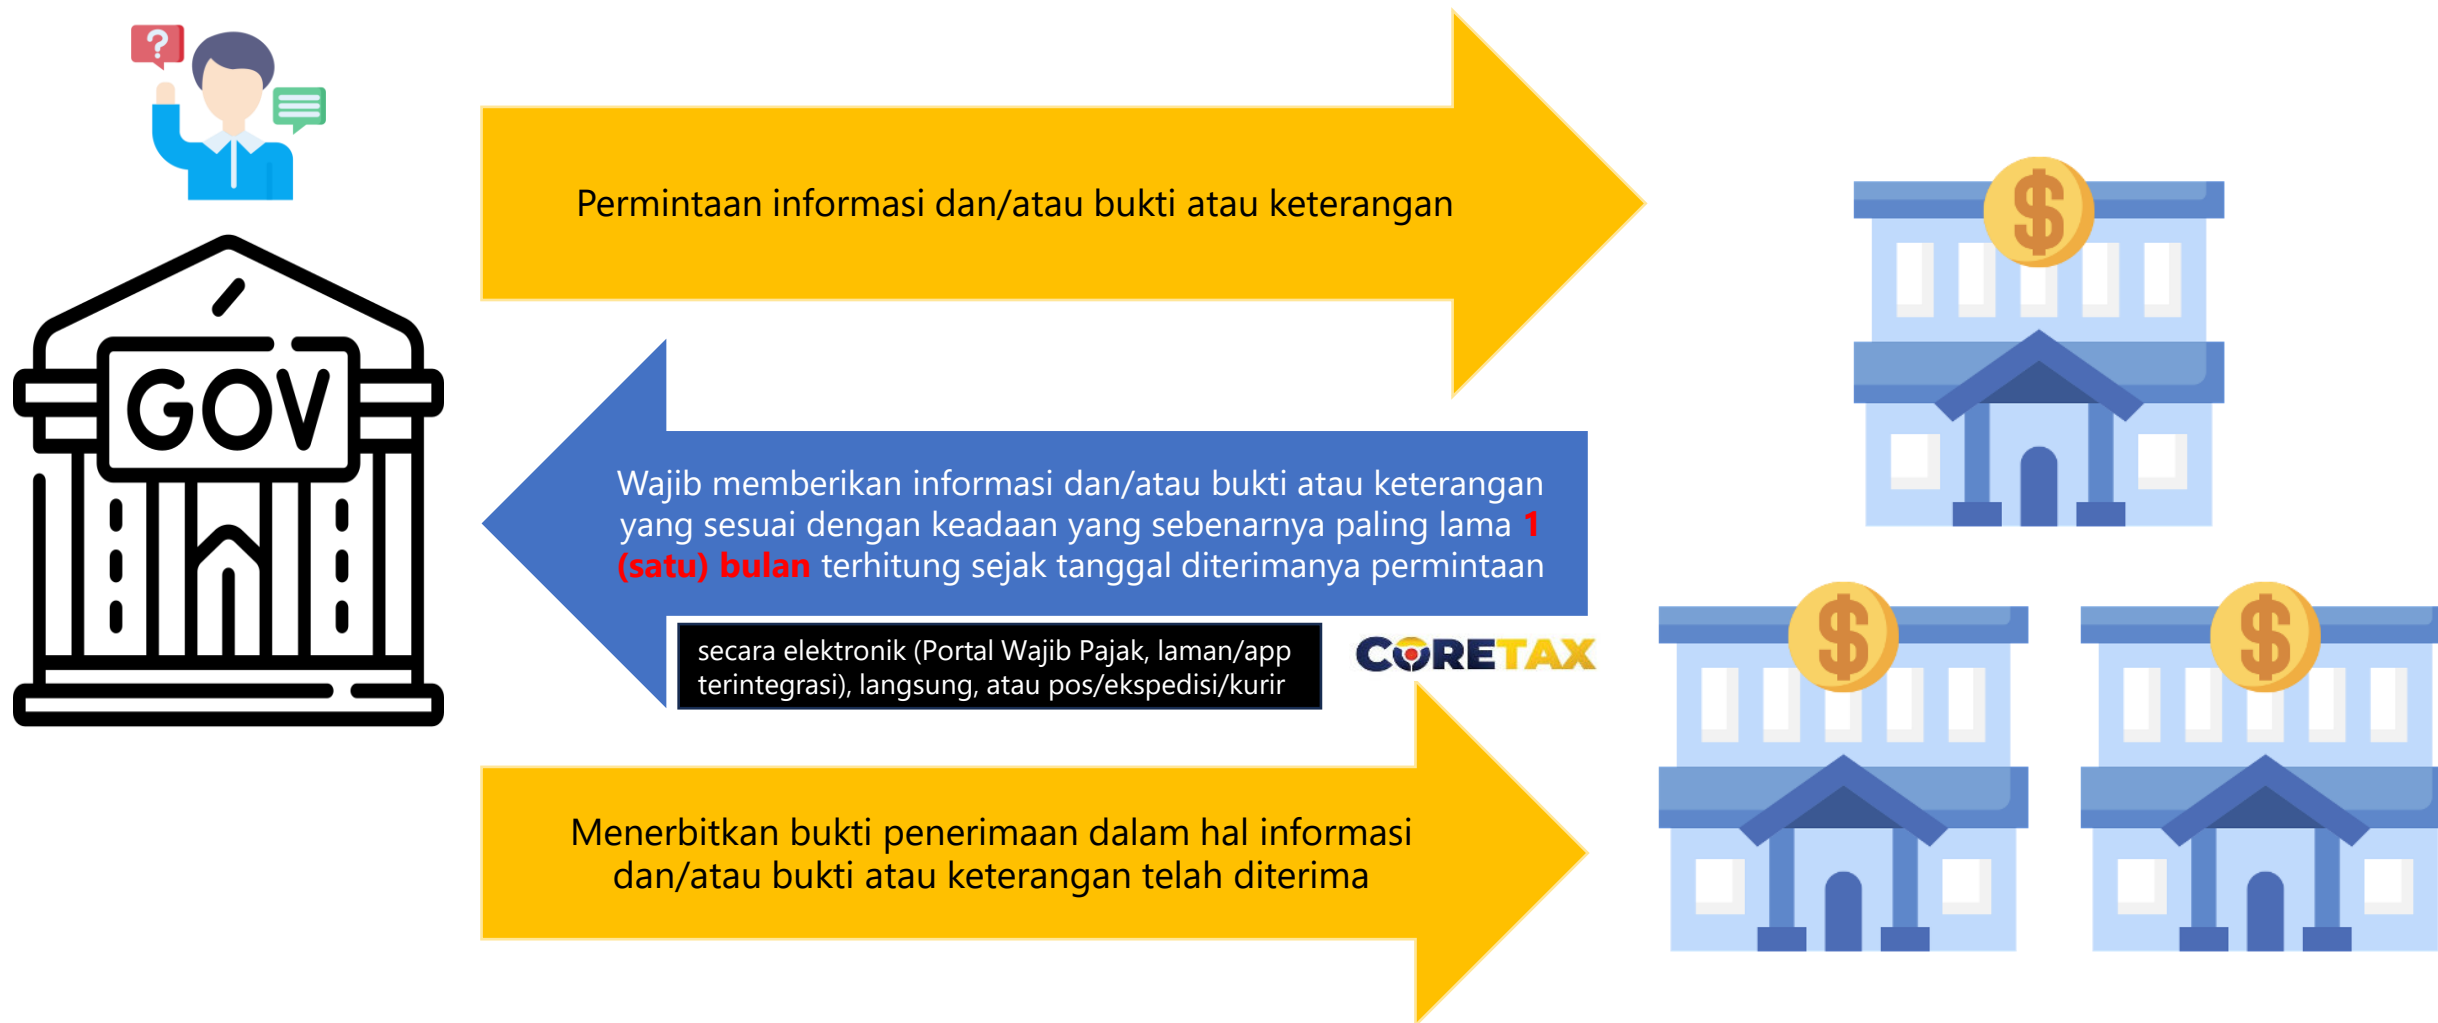 ?
Permintaan informasi dan/atau bukti atau keterangan
$
GOV
Wajib memberikan informasi dan/atau bukti atau keterangan
yang sesuai dengan keadaan yang sebenarnya paling lama 1
(satu) bulan terhitung sejak tanggal diterimanya permintaan
secara elektronik (Portal Wajib Pajak, laman/app
terintegrasi), langsung, atau pos/ekspedisi/kurir
CORETAX
$
$
Menerbitkan bukti penerimaan dalam hal informasi
dan/atau bukti atau keterangan telah diterima